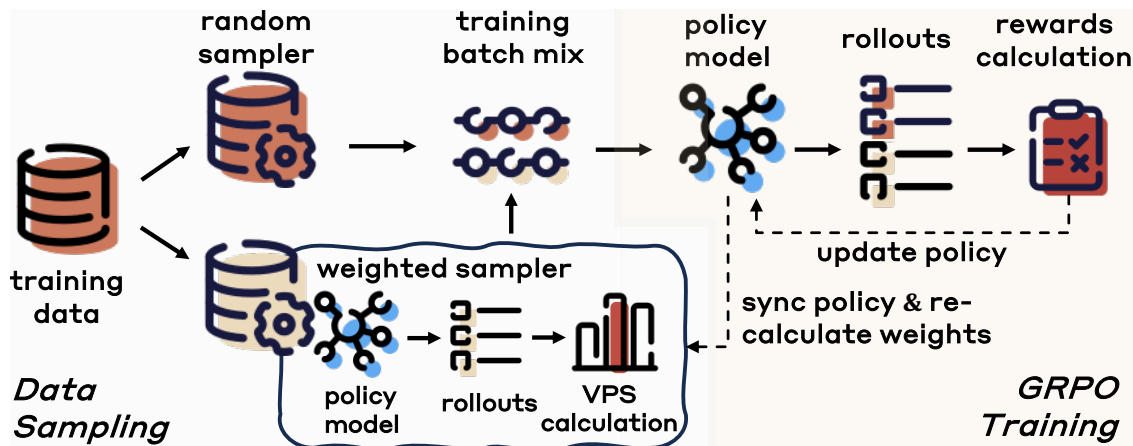 random
sampler
training
batch mix
policy
model
rollouts
rewards
calculation
training
data
weighted sampler
policy
model
rollouts
VPS
calculation
update policy
sync policy & re-
calculate weights
Data
Sampling
GRPO
Training